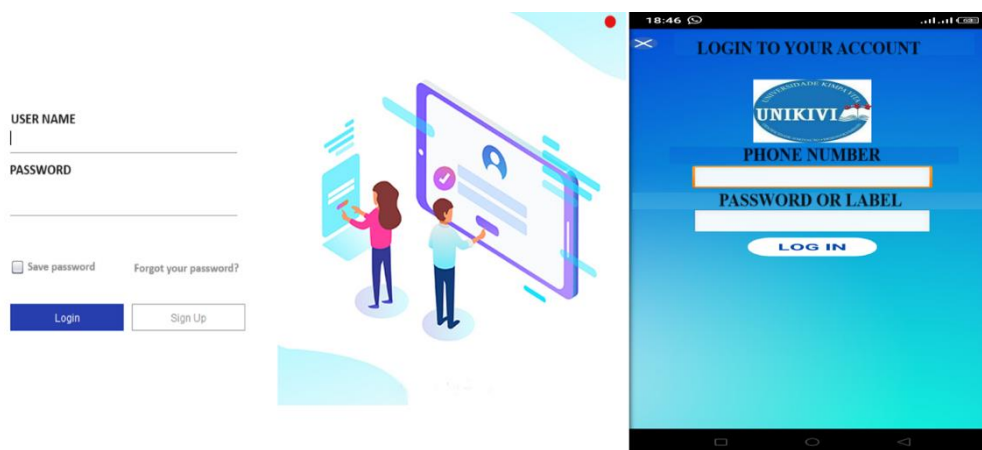 USER NAME
PASSWORD
Save password
Forgot your password?
Login
Sign Up
18:46
LOGIN TO YOUR ACCOUNT
UNIVERSIDADE KIMPA VITA
UNIKIVI
PHONE NUMBER
PASSWORD OR LABEL
LOG IN